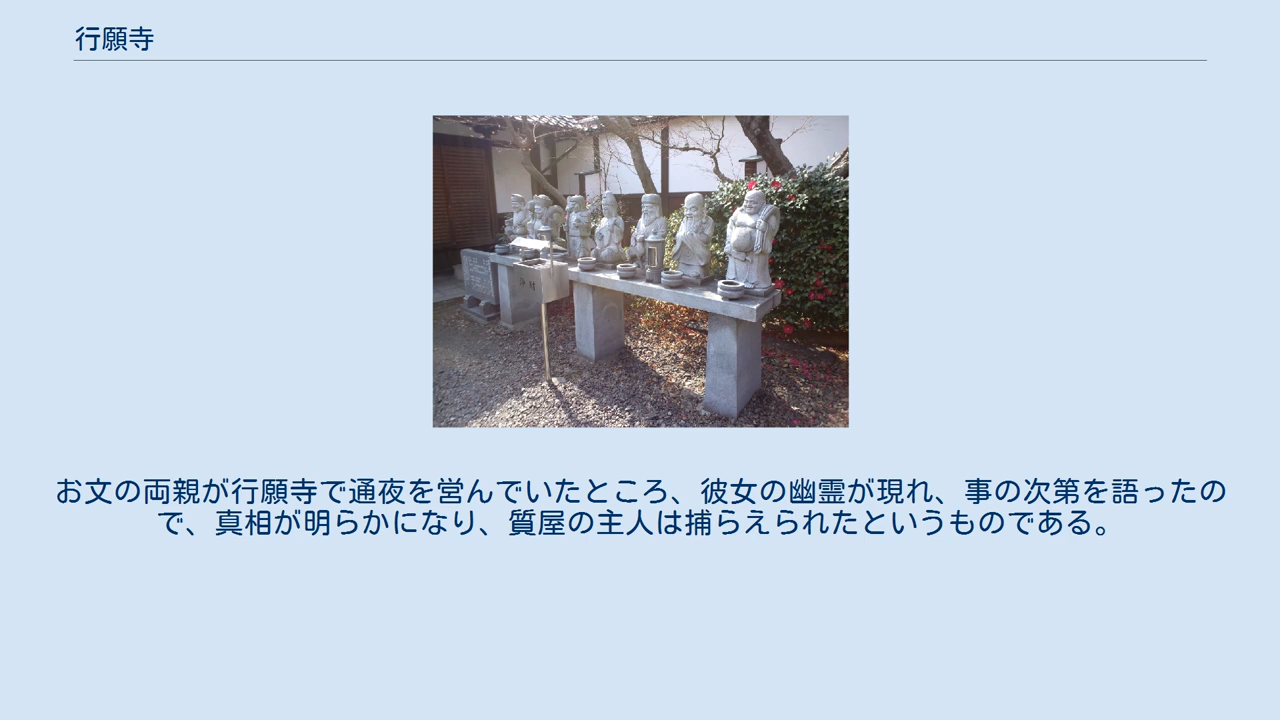 行願寺
お文の両親が行願寺で通夜を営んでいたところ、彼女の幽霊が現れ、事の次第を語ったの
で、真相が明らかになり、質屋の主人は捕らえられたというものである。